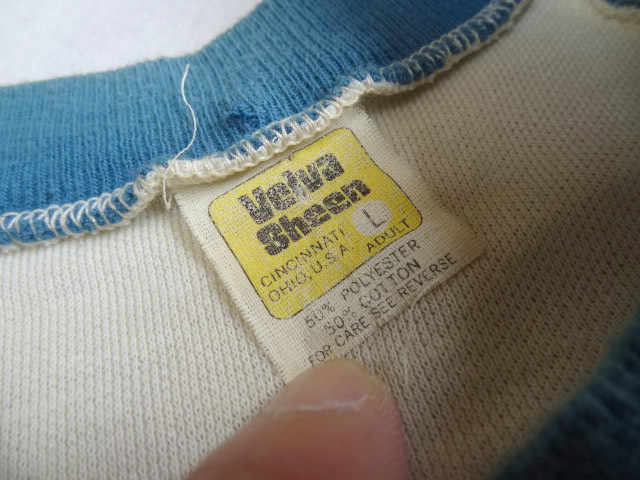 Velva
Sheen
CINCINNATI,
OHIO, U.S.A.
L
ADULT
50% POLYESTER
50% COTTON
FOR CARE SEE REVERSE